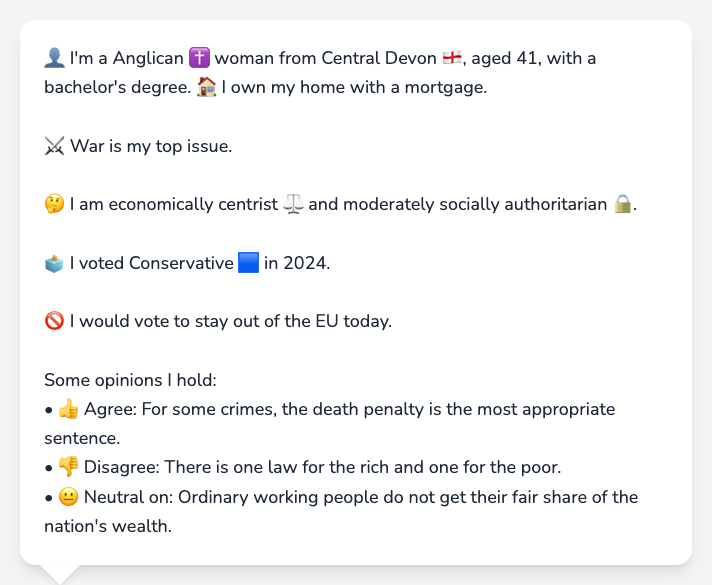 👤 I'm a Anglican ✝️ woman from Central Devon 🏴󠁧󠁢󠁥󠁮󠁧󠁿, aged 41, with a
bachelor's degree. 🏠 I own my home with a mortgage.
⚔️ War is my top issue.
🤔 I am economically centrist ⚖️ and moderately socially authoritarian 🔒.
🗳️ I voted Conservative 🟦 in 2024.
🚫 I would vote to stay out of the EU today.
Some opinions I hold:
• 👍 Agree: For some crimes, the death penalty is the most appropriate
sentence.
• 👎 Disagree: There is one law for the rich and one for the poor.
• 😐 Neutral on: Ordinary working people do not get their fair share of the
nation's wealth.